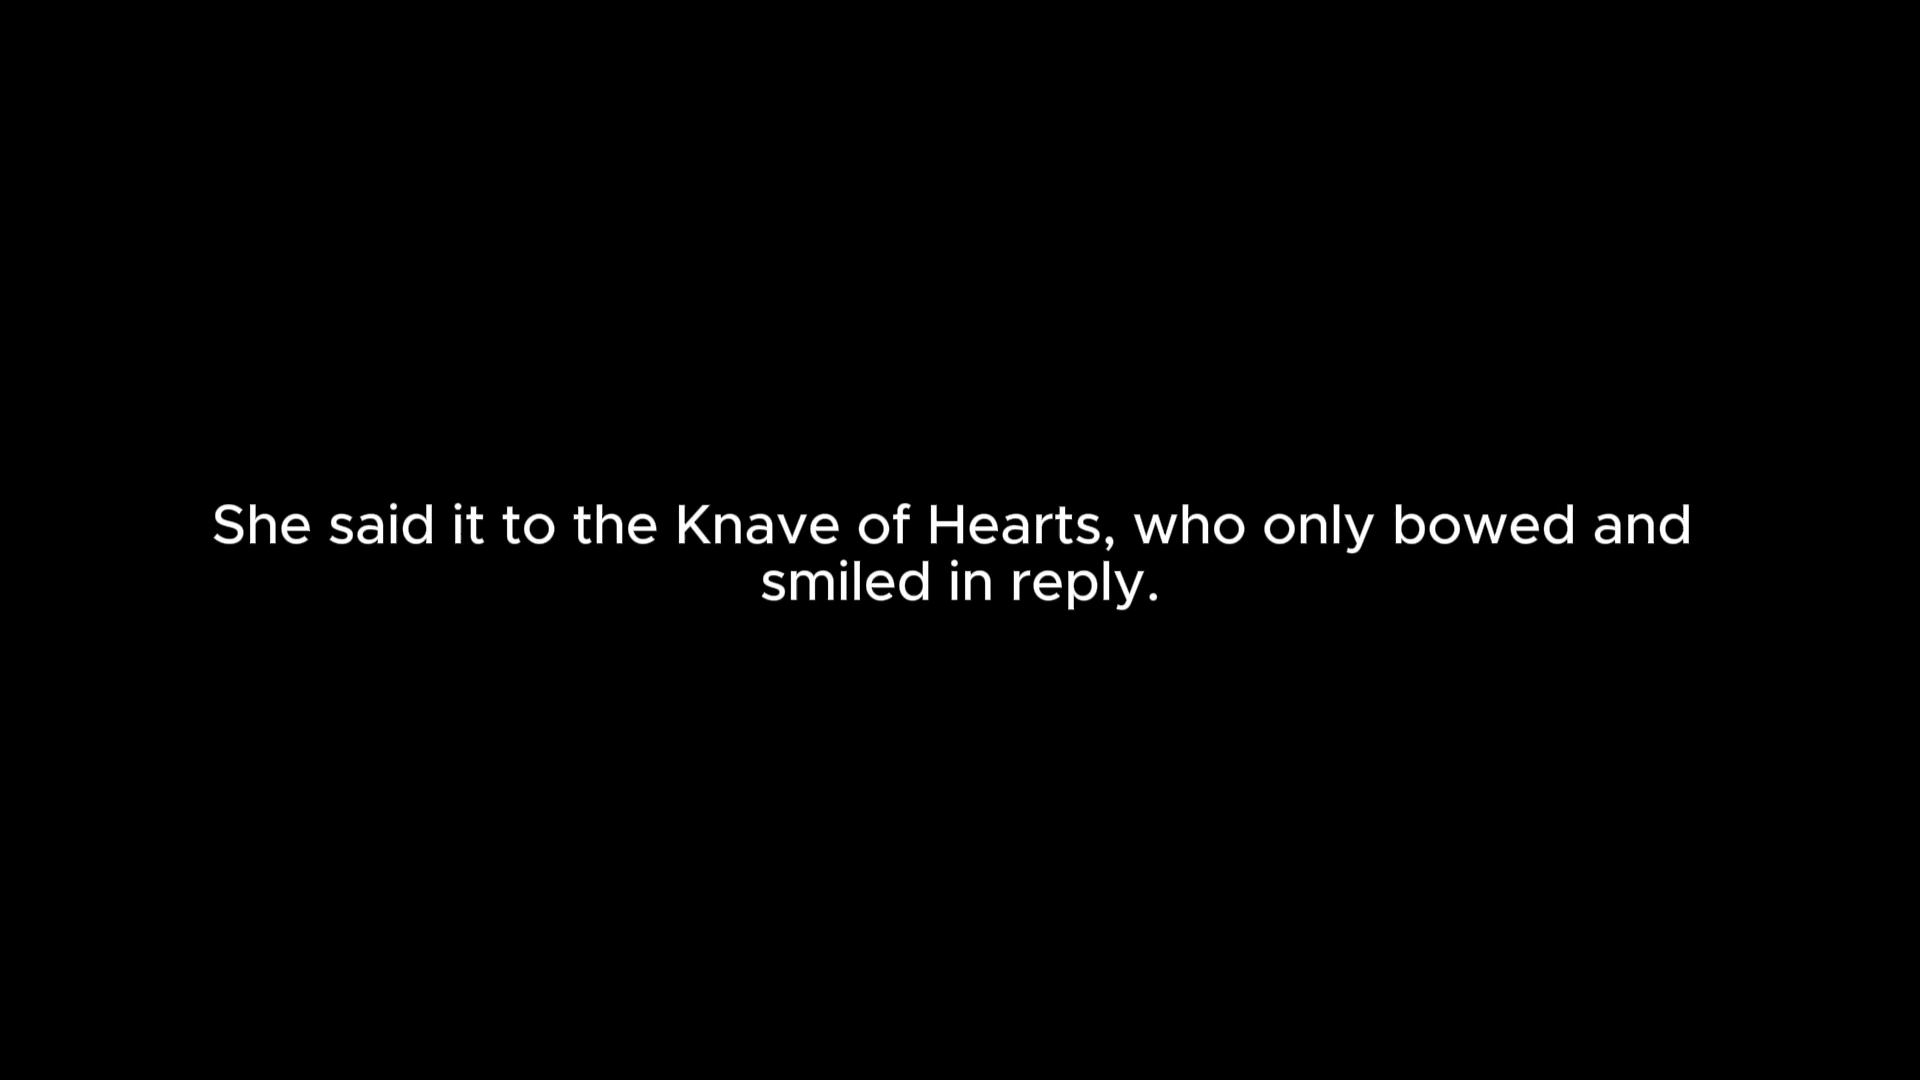 She said it to the Knave of Hearts, who only bowed and
smiled in reply.